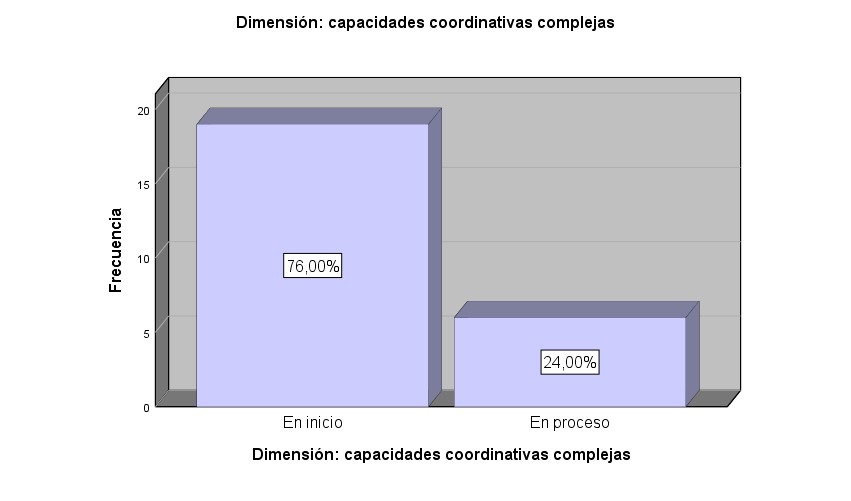 Dimensión: capacidades coordinativas complejas
Frecuencia
20
15
10
5
0
76,00%
24,00%
En inicio
En proceso
Dimensión: capacidades coordinativas complejas